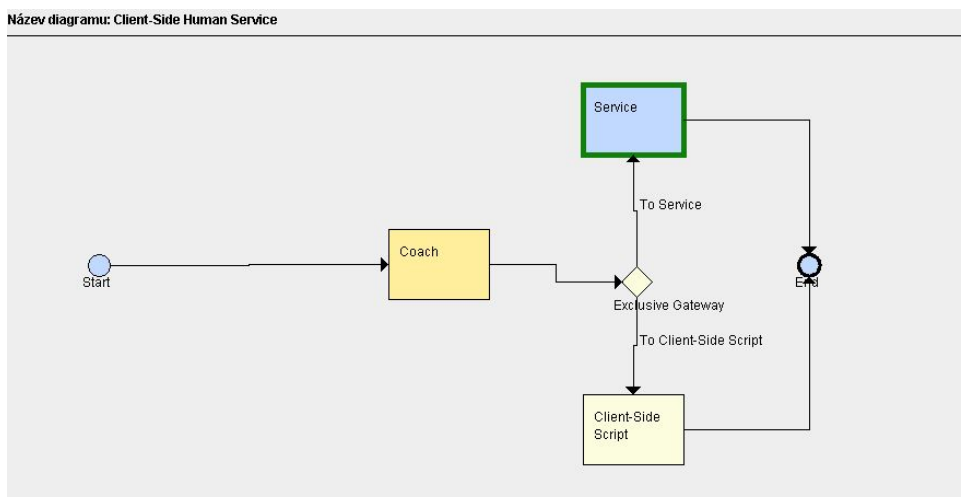 Název diagramu: Client-Side Human Service
Service
To Service
Coach
Start
End
Exclusive Gateway
To Client-Side Script
Client-Side
Script